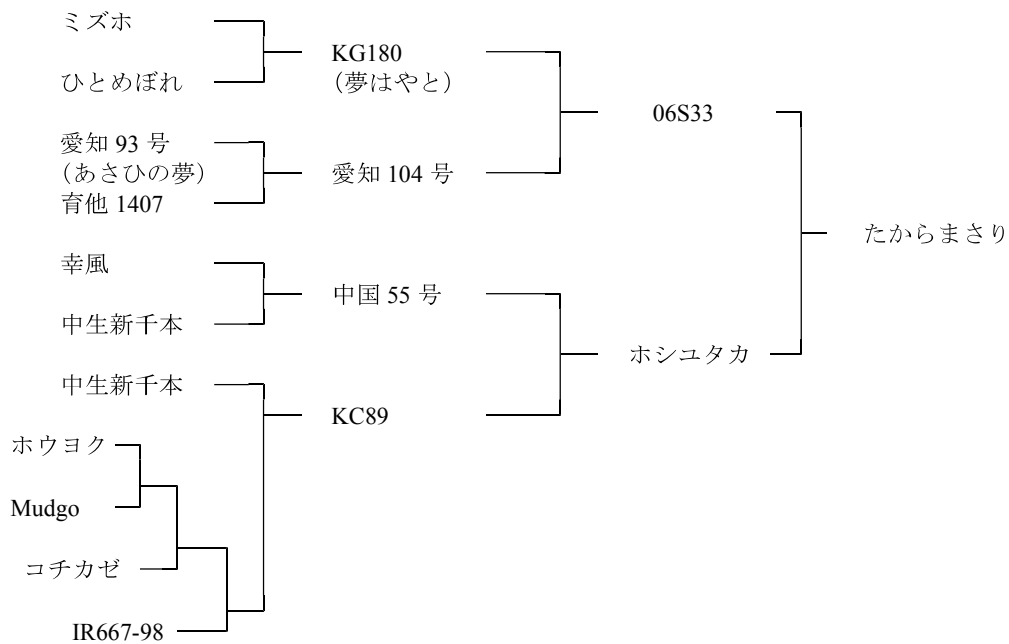 ミズホ
ひとめぼれ
KG180
(夢はやと)
愛知 93 号
(あさひの夢)
育他 1407
愛知 104 号
06S33
幸風
中生新千本
中国 55 号
中生新千本
ホウヨク
Mudgo
コチカゼ
IR667-98
KC89
ホシユタカ
たからまさり